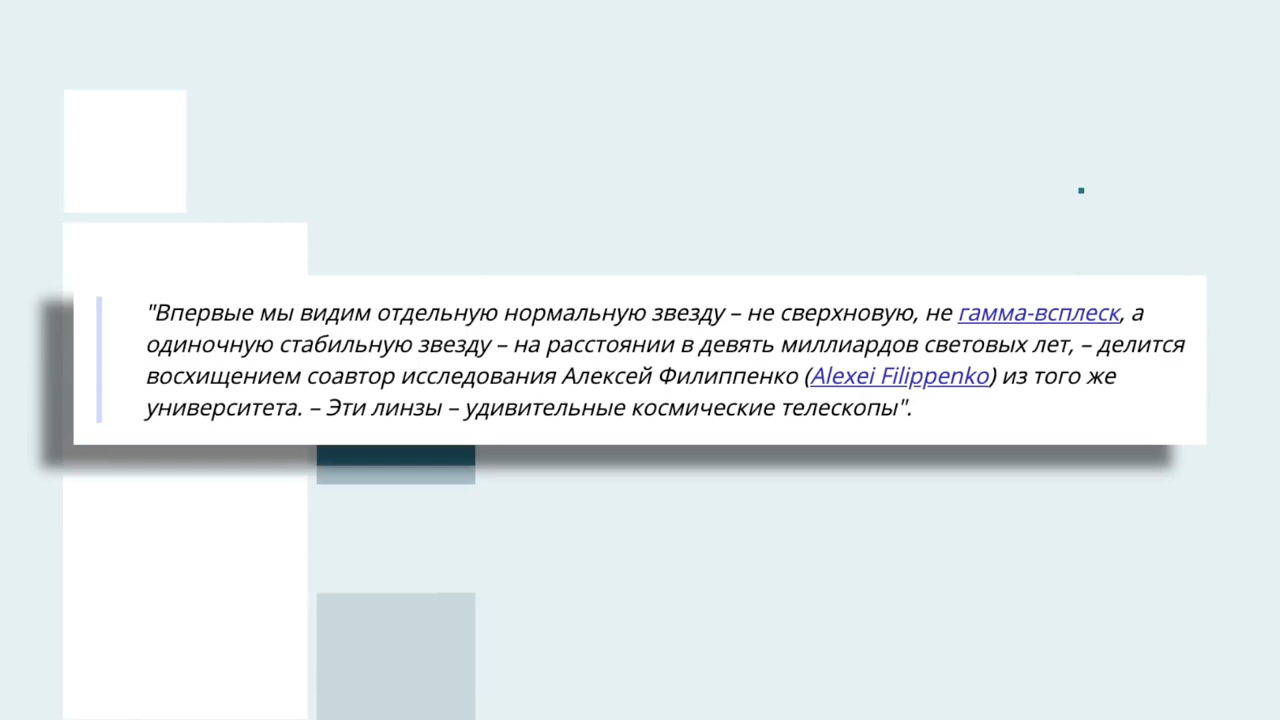 "Впервые мы видим отдельную нормальную звезду – не сверхновую, не гамма-всплеск, а
одиночную стабильную звезду – на расстоянии в девять миллиардов световых лет, – делится
восхищением соавтор исследования Алексей Филиппенко (Alexei Filippenko) из того же
университета. – Эти линзы – удивительные космические телескопы".